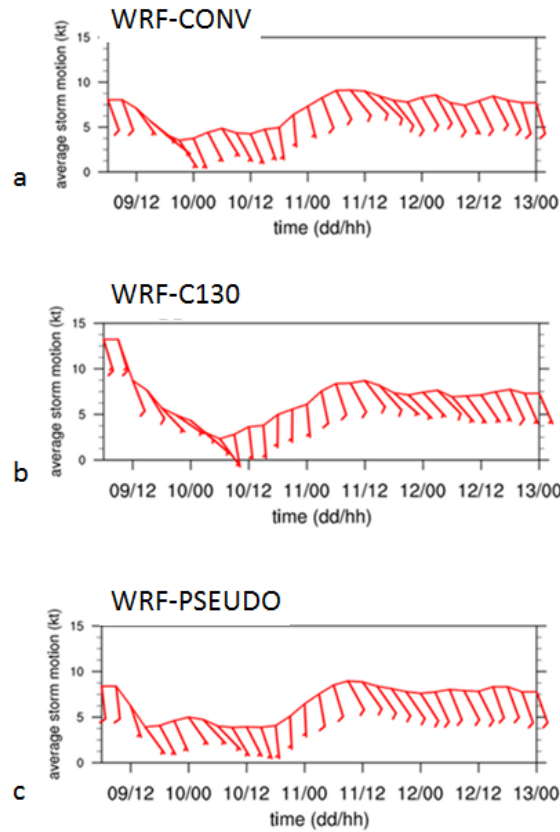 WRF-CONV
average storm motion (kt)
15
10
5
0
09/12 10/00 10/12 11/00 11/12 12/00 12/12 13/00
time (dd/hh)
a
WRF-C130
average storm motion (kt)
15
10
5
0
09/12 10/00 10/12 11/00 11/12 12/00 12/12 13/00
time (dd/hh)
b
WRF-PSEUDO
average storm motion (kt)
15
10
5
0
09/12 10/00 10/12 11/00 11/12 12/00 12/12 13/00
time (dd/hh)
c